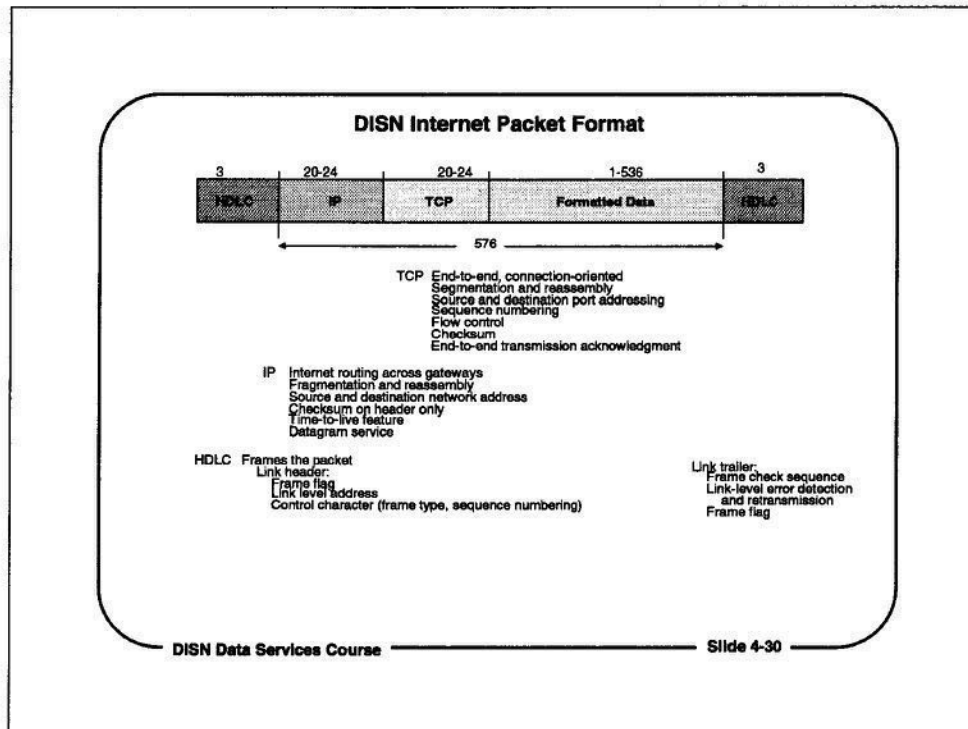 DISN Internet Packet Format
3 20-24 20-24 1-536 3
HDLC IP TCP Formatted Data HDLC
576
TCP End-to-end, connection-oriented
Segmentation and reassembly
Source and destination port addressing
Sequence numbering
Flow control
Checksum
End-to-end transmission acknowledgment
IP Internet routing across gateways
Fragmentation and reassembly
Source and destination network address
Checksum on header only
Time-to-live feature
Datagram service
HDLC Frames the packet
Link header:
Frame flag
Link level address
Control character (frame type, sequence numbering)
Link trailer:
Frame check sequence
Link-level error detection
and retransmission
Frame flag
DISN Data Services Course Slide 4-30